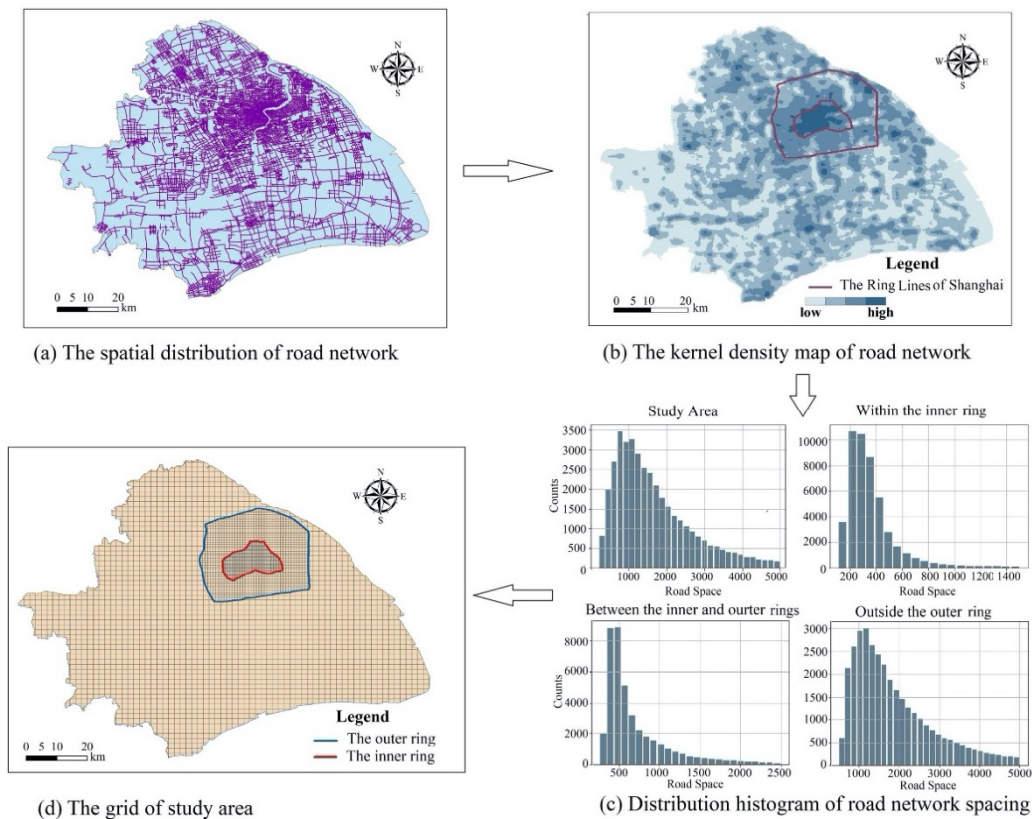 N
W E
S
0 5 10 20
km
(a) The spatial distribution of road network
N
W E
S
Legend
The Ring Lines of Shanghai
low high
0 5 10 20
km
(b) The kernel density map of road network
Study Area
Counts
3500
3000
2500
2000
1500
1000
500
0
1000 2000 3000 4000 5000
Road Space
Within the inner ring
10000
8000
6000
4000
2000
0
200 400 600 800 1000 1200 1400
Road Space
Between the inner and ourter rings
Counts
8000
6000
4000
2000
0
500 1000 1500 2000 2500
Road Space
Outside the outer ring
3000
2500
2000
1500
1000
500
0
1000 2000 3000 4000 5000
Road Space
(c) Distribution histogram of road network spacing
N
W E
S
Legend
The outer ring
The inner ring
0 5 10 20
km
(d) The grid of study area